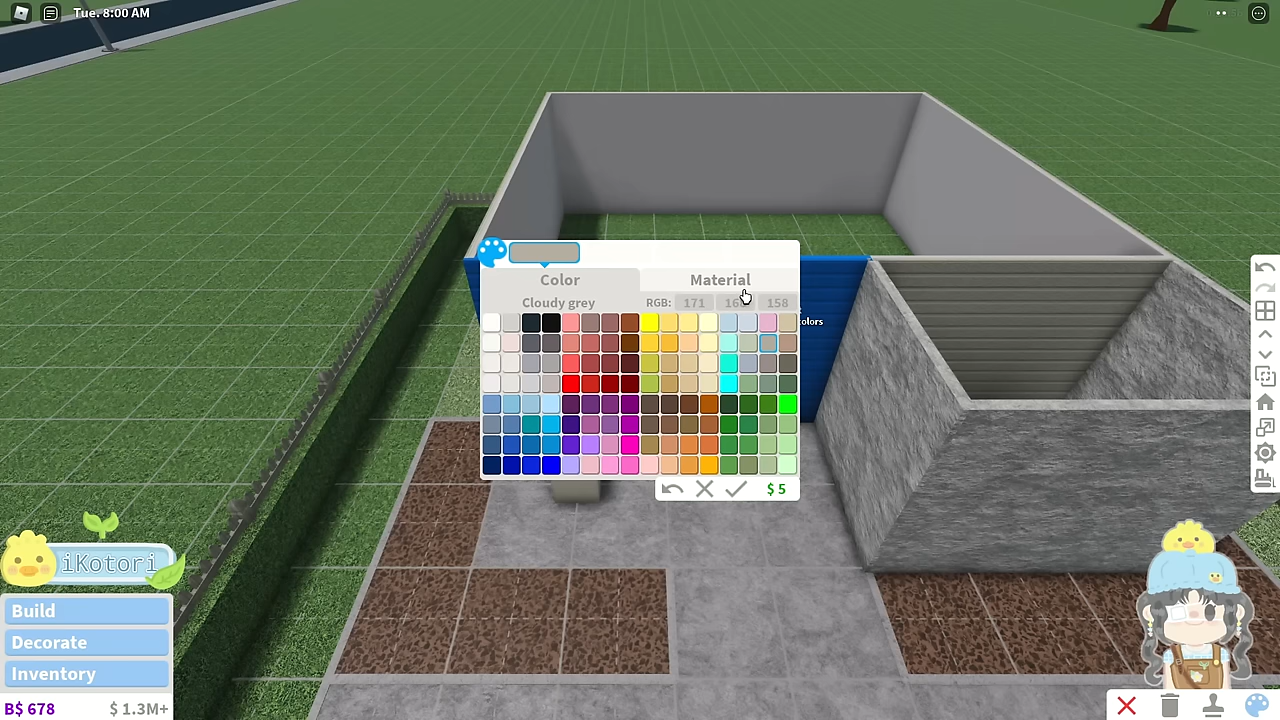 Tue. 8:00 AM
Color
Material
Cloudy grey
RGB:
171
158
colors
$ 5
iKotori
Build
Decorate
Inventory
B$ 678
$ 1.3M+